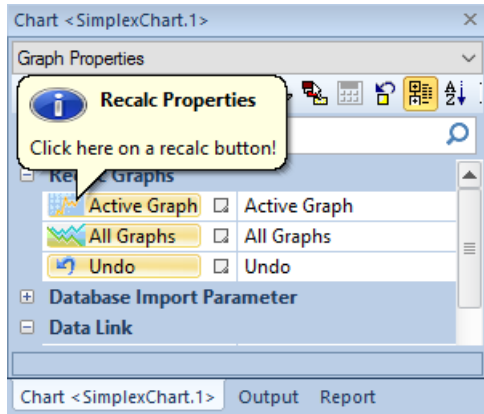 Chart <SimplexChart.1>
Graph Properties
Recalc Properties
Click here on a recalc button!
Graphs
Active Graph Active Graph
All Graphs All Graphs
Undo Undo
Database Import Parameter
Data Link
Chart <SimplexChart.1> Output Report